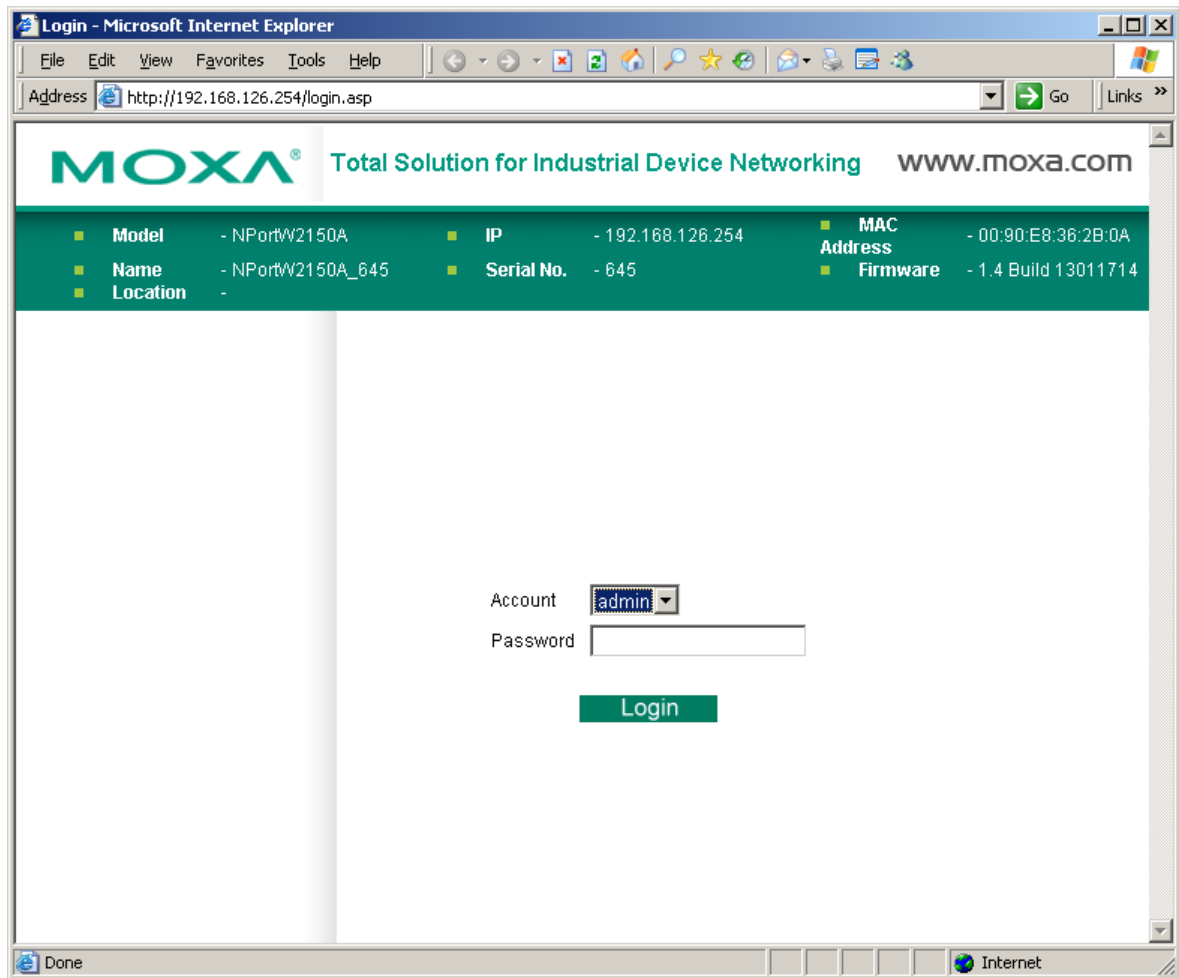 Login - Microsoft Internet Explorer
File Edit View Favorites Tools Help
Address http://192.168.126.254/login.asp Go Links »
MOXA® Total Solution for Industrial Device Networking www.moxa.com
Model - NPortW2150A IP - 192.168.126.254 MAC Address - 00:90:E8:36:2B:0A
Name - NPortW2150A_645 Serial No. - 645 Firmware - 1.4 Build 13011714
Location -
Account admin
Password
Login
Done Internet